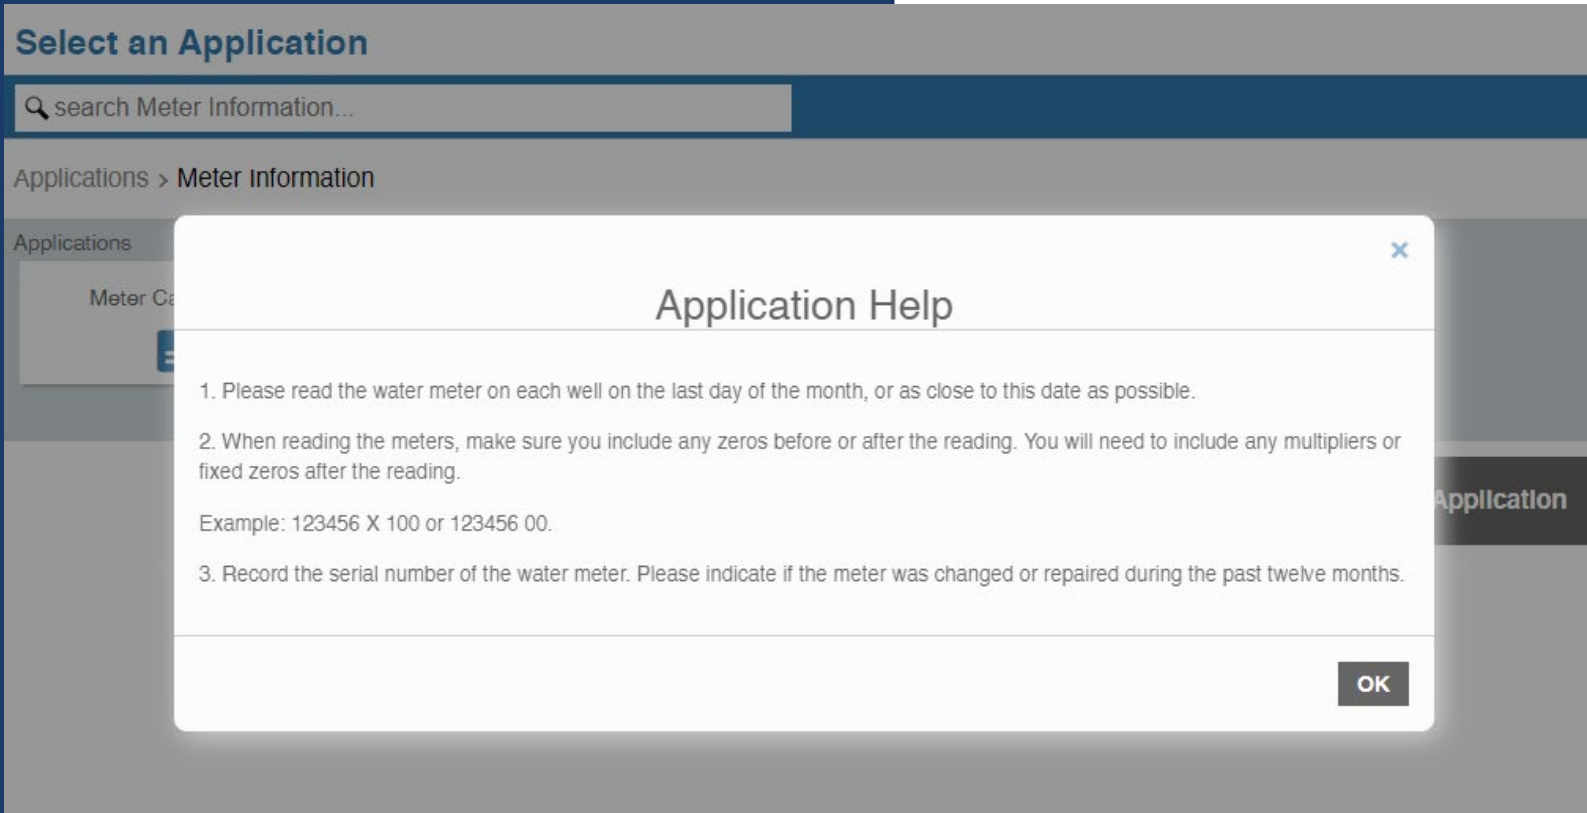 Select an Application
search Meter Information...
Applications > Meter Information
Applications
Meter
Application Help
1. Please read the water meter on each well on the last day of the month, or as close to this date as possible.
2. When reading the meters, make sure you include any zeros before or after the reading. You will need to include any multipliers or
fixed zeros after the reading.
Example: 123456 X 100 or 123456 00.
3. Record the serial number of the water meter. Please indicate if the meter was changed or repaired during the past twelve months.
Application
OK